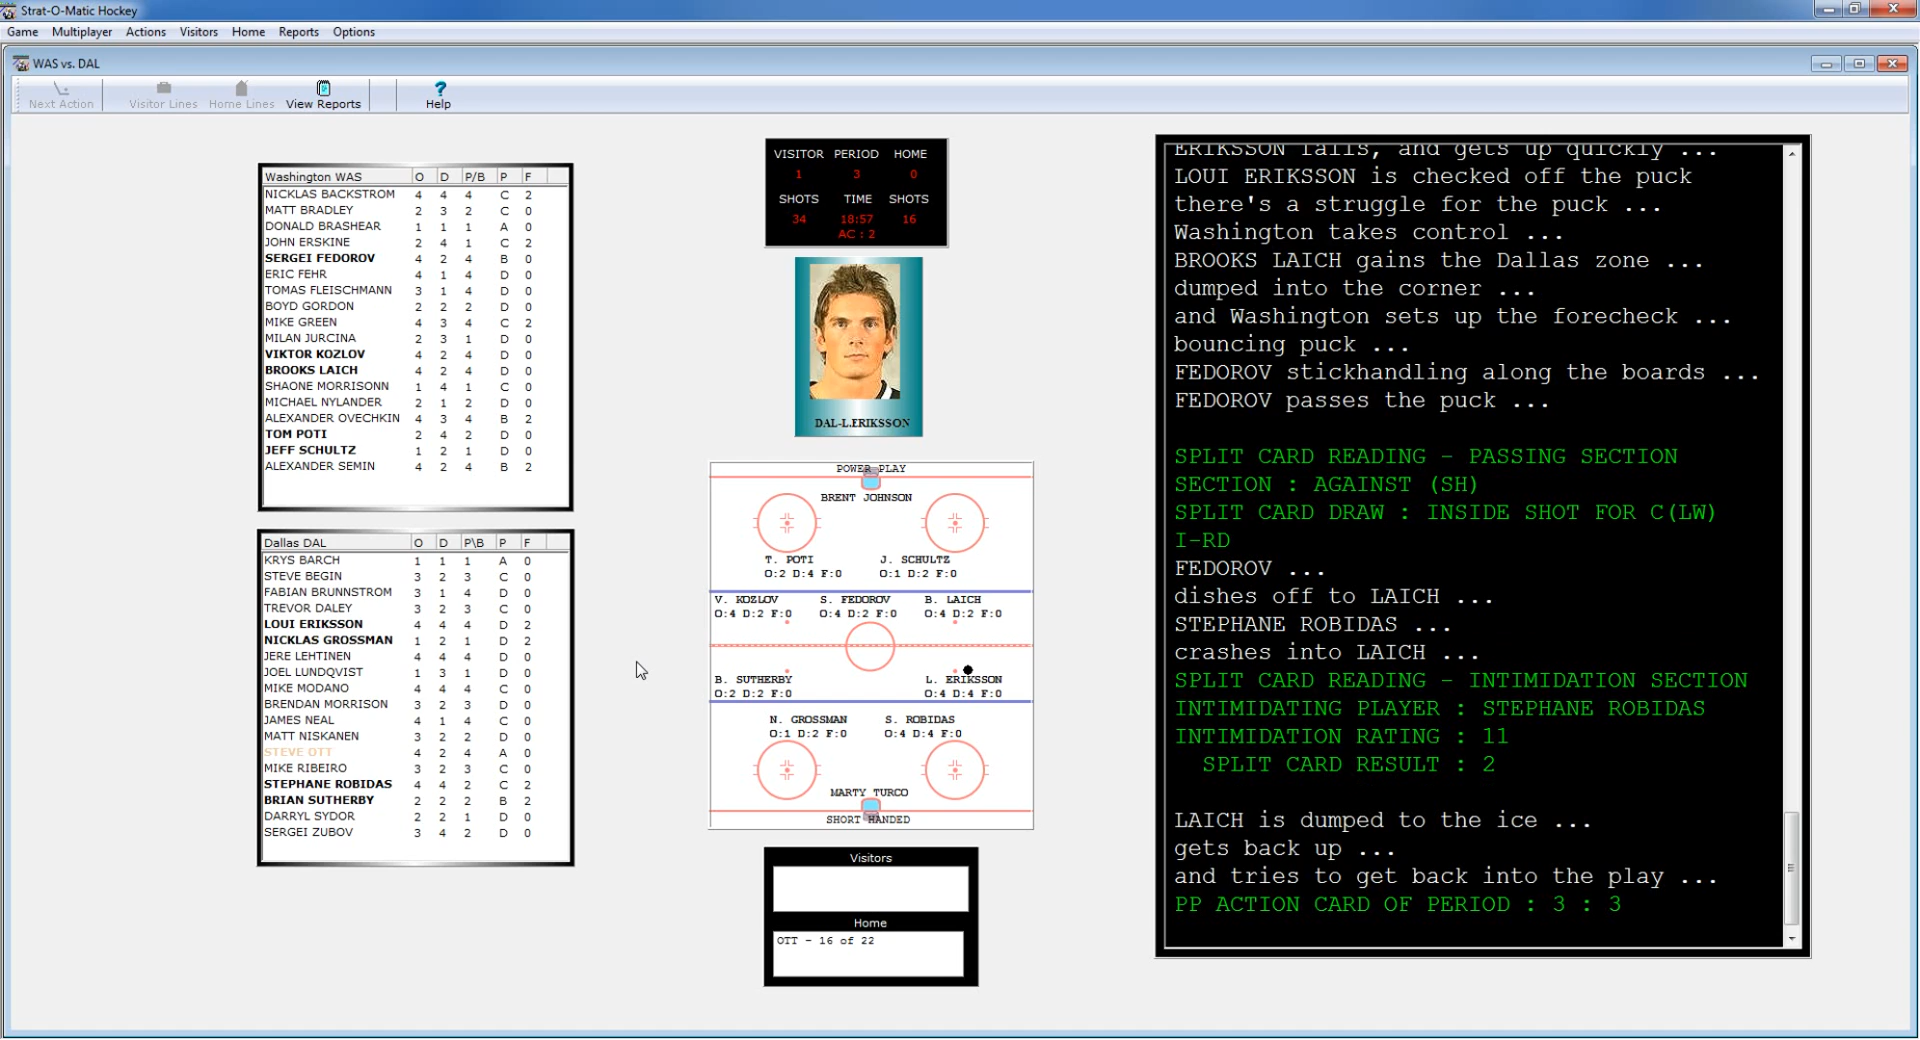 Strat-O-Matic Hockey
Game Multiplayer Actions Visitors Home Reports Options
WAS vs. DAL
Next Action Visitor Lines Home Lines View Reports Help
Washington WAS O D P/B P F
NICKLAS BACKSTROM 4 4 4 C 2
MATT BRADLEY 2 3 2 C 0
DONALD BRASHEAR 1 1 1 A 0
JOHN ERSKINE 2 4 1 C 2
SERGEI FEDOROV 4 2 4 B 0
ERIC FEHR 4 1 4 D 0
TOMAS FLEISCHMANN 3 1 4 D 0
BOYD GORDON 2 2 2 D 0
MIKE GREEN 4 3 4 C 2
MILAN JURCINA 2 3 1 D 0
VIKTOR KOZLOV 4 2 4 D 0
BROOKS LAICH 4 2 4 D 0
SHAONE MORRISONN 1 4 1 C 0
MICHAEL NYLANDER 2 1 2 D 0
ALEXANDER OVECHKIN 4 3 4 B 2
TOM POTI 2 4 2 D 0
JEFF SCHULTZ 1 2 1 D 0
ALEXANDER SEMIN 4 2 4 B 2
Dallas DAL O D P\B P F
KRYS BARCH 1 1 1 A 0
STEVE BEGIN 3 2 3 C 0
FABIAN BRUNNSTROM 3 1 4 D 0
TREVOR DALEY 3 2 3 C 0
LOUI ERIKSSON 4 4 4 D 2
NICKLAS GROSSMAN 1 2 1 D 2
JERE LEHTINEN 4 4 4 D 0
JOEL LUNDQVIST 1 3 1 D 0
MIKE MODANO 4 4 4 C 0
BRENDAN MORRISON 3 2 3 D 0
JAMES NEAL 4 1 4 C 0
MATT NISKANEN 3 2 2 D 0
STEVE OTT 4 2 4 A 0
MIKE RIBEIRO 3 2 3 C 0
STEPHANE ROBIDAS 4 4 2 C 2
BRIAN SUTHERBY 2 2 2 B 2
DARRYL SYDOR 2 2 1 D 0
SERGEI ZUBOV 3 4 2 D 0
VISITOR PERIOD HOME
1 3 0
SHOTS TIME SHOTS
34 18:57 16
AC : 2
DAL-L.ERIKSSON
POWER PLAY
BRENT JOHNSON
T. POTI J. SCHULTZ
O:2 D:4 F:0 O:1 D:2 F:0
V. KOZLOV S. FEDOROV B. LAICH
O:4 D:2 F:0 O:4 D:2 F:0 O:4 D:2 F:0
B. SUTHERBY L. ERIKSSON
O:2 D:2 F:0 O:4 D:4 F:0
N. GROSSMAN S. ROBIDAS
O:1 D:2 F:0 O:4 D:4 F:0
MARTY TURCO
SHORT HANDED
Visitors
Home
OTT - 16 of 22
ERIKSSON falls, and gets up quickly ...
LOUI ERIKSSON is checked off the puck
there's a struggle for the puck ...
Washington takes control ...
BROOKS LAICH gains the Dallas zone ...
dumped into the corner ...
and Washington sets up the forecheck ...
bouncing puck ...
FEDOROV stickhandling along the boards ...
FEDOROV passes the puck ...
SPLIT CARD READING - PASSING SECTION
SECTION : AGAINST (SH)
SPLIT CARD DRAW : INSIDE SHOT FOR C(LW)
I-RD
FEDOROV ...
dishes off to LAICH ...
STEPHANE ROBIDAS ...
crashes into LAICH ...
SPLIT CARD READING - INTIMIDATION SECTION
INTIMIDATING PLAYER : STEPHANE ROBIDAS
INTIMIDATION RATING : 11
SPLIT CARD RESULT : 2
LAICH is dumped to the ice ...
gets back up ...
and tries to get back into the play ...
PP ACTION CARD OF PERIOD : 3 : 3